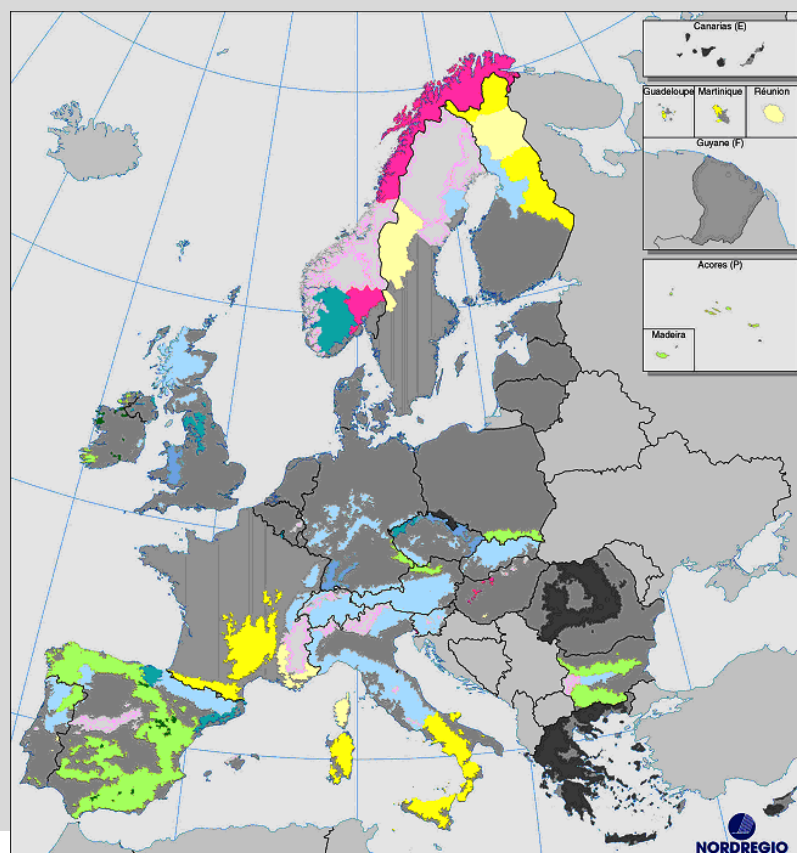 Canarias (E)
Guadeloupe Martinique Réunion
Guyane (F)
Acores (P)
Madeira
NORDREGIO